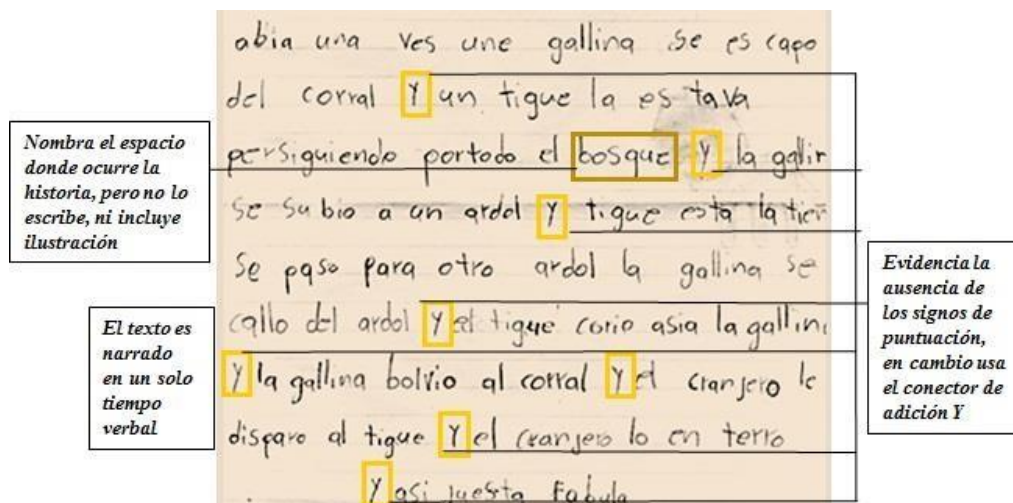 abia una ves une gallina se es capo
del corral Y un tigue la es tava
persiguiendo portodo el bosque Y la gallin
se su bio a un ardol Y tigue esta la tier
se paso para otro ardol la gallina se
callo del ardol Y el tigue corio asia la gallina
Y la gallina bolvio al corral Y el cranjero le
disparo al tigue Y el cranjero lo en terro
Y asi fabula
Nombra el espacio
donde ocurre la
historia, pero no lo
escribe, ni incluye
ilustración
El texto es
narrado
en un solo
tiempo
verbal
Evidencia la
ausencia de
los signos de
puntuación,
en cambio usa
el conector de
adición Y